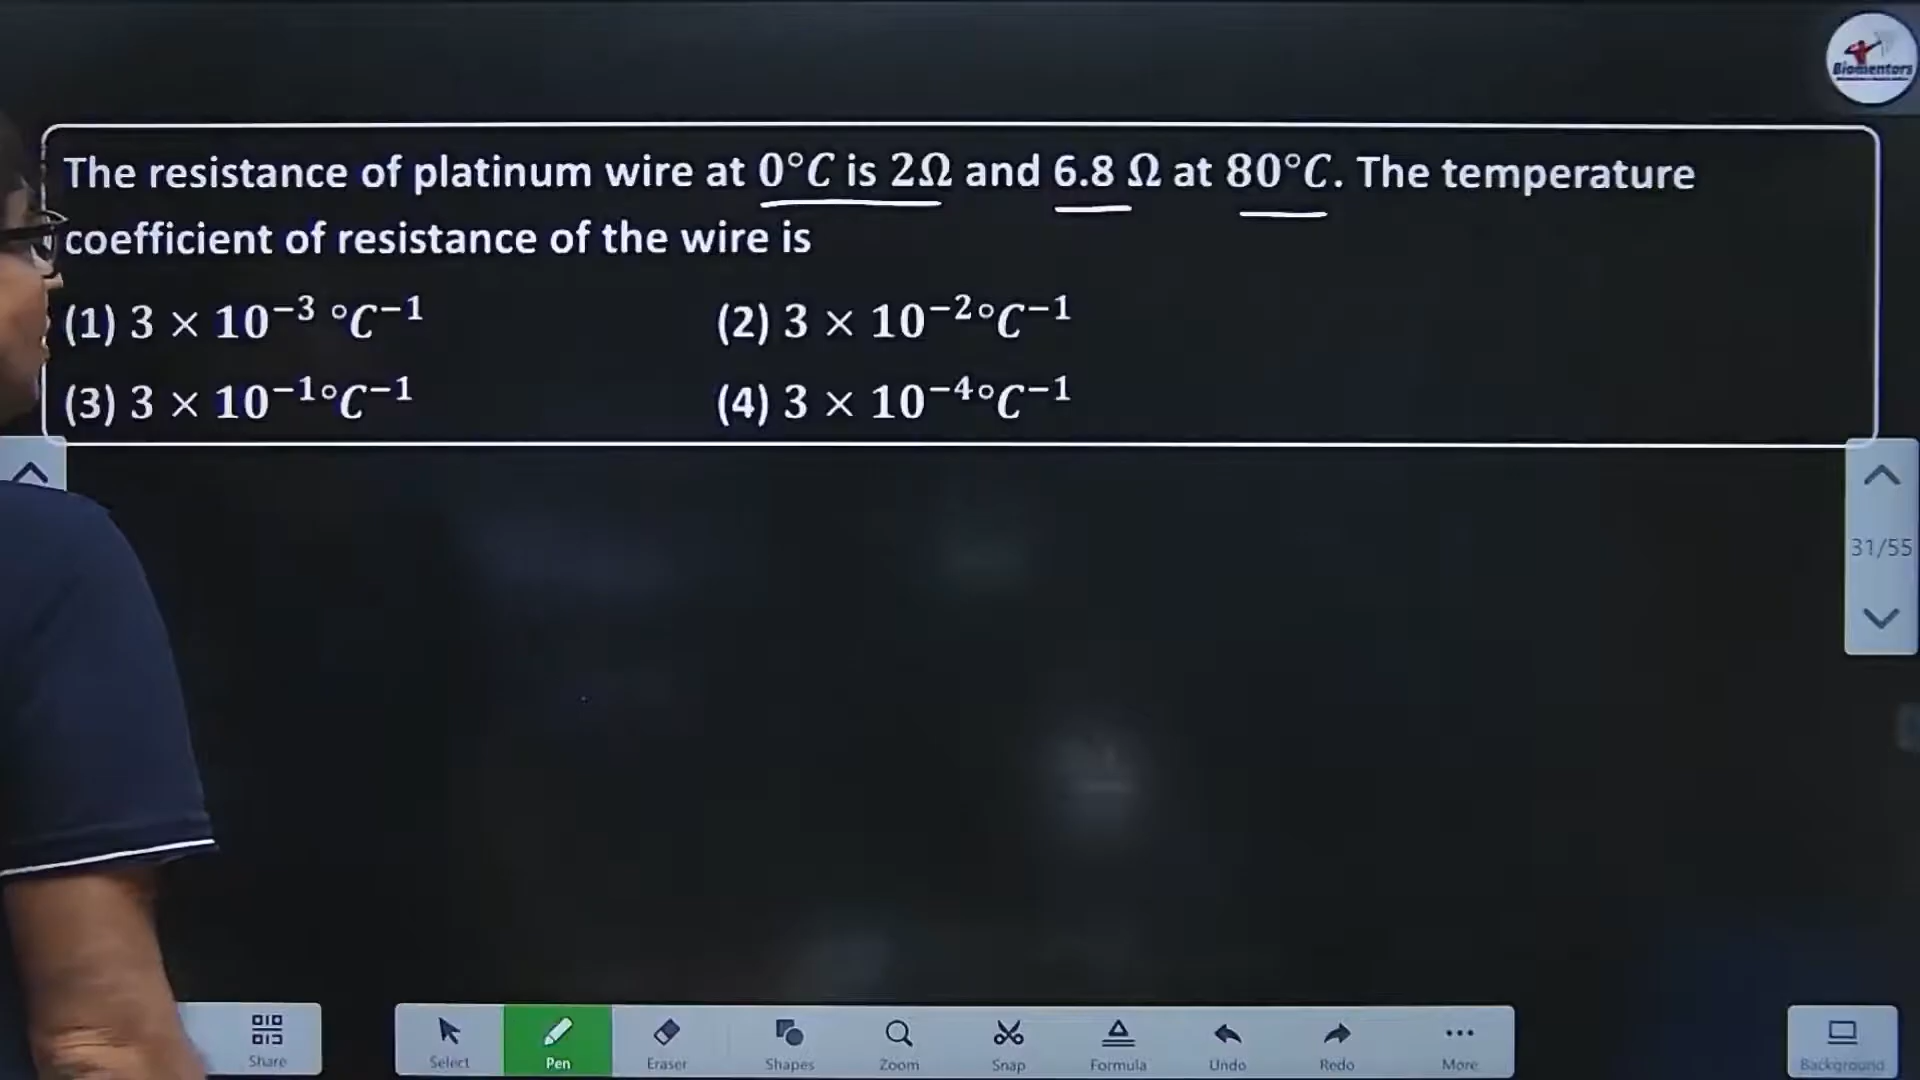 Biomentors
The resistance of platinum wire at 0°C is 2Ω and 6.8 Ω at 80°C. The temperature
coefficient of resistance of the wire is
(1) 3 × 10⁻³ °C⁻¹ (2) 3 × 10⁻²°C⁻¹
(3) 3 × 10⁻¹°C⁻¹ (4) 3 × 10⁻⁴°C⁻¹
31/55
Share Select Pen Eraser Shapes Zoom Snap Formula Undo Redo More Background